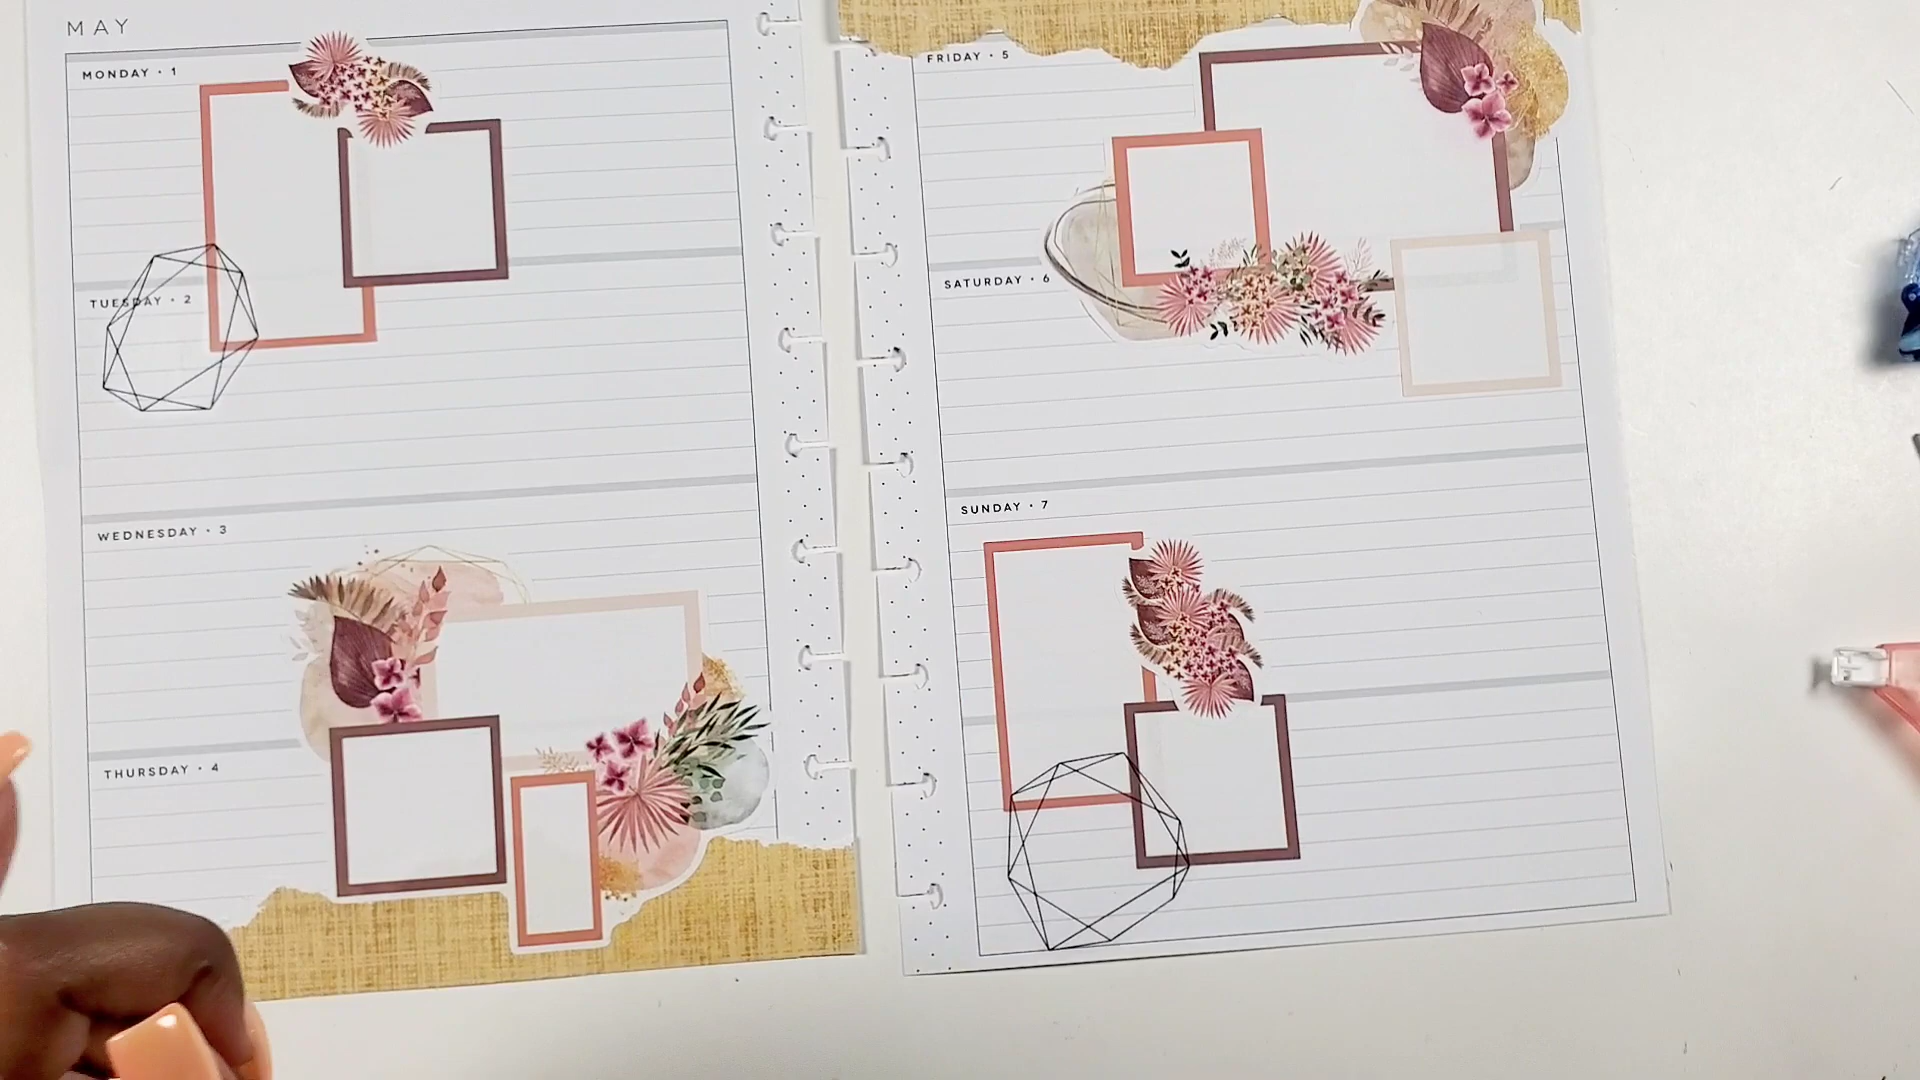 MAY
MONDAY • 1
TUESDAY • 2
WEDNESDAY • 3
THURSDAY • 4
FRIDAY • 5
SATURDAY • 6
SUNDAY • 7